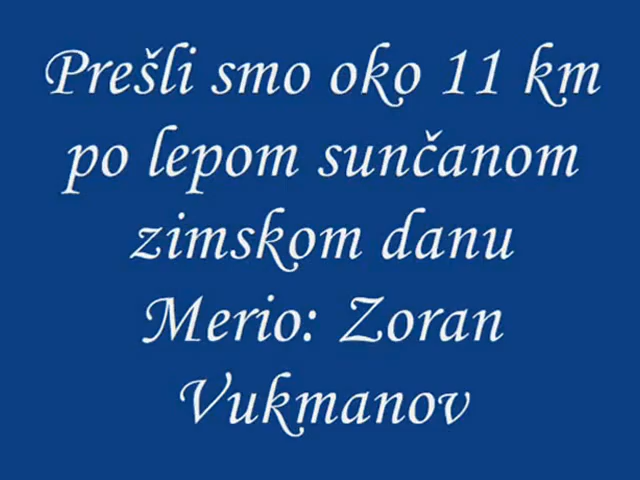 Prešli smo oko 11 km
po lepom sunčanom
zimskom danu
Merio: Zoran
Vukmanov